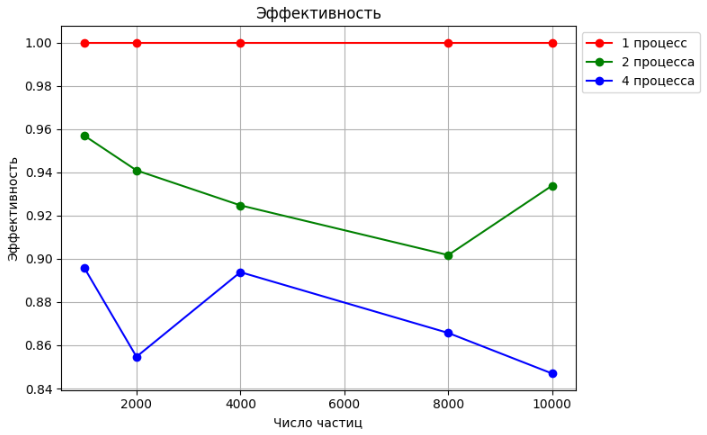 Эффективность
1 процесс
2 процесса
4 процесса
Эффективность
1.00
0.98
0.96
0.94
0.92
0.90
0.88
0.86
0.84
2000 4000 6000 8000 10000
Число частиц